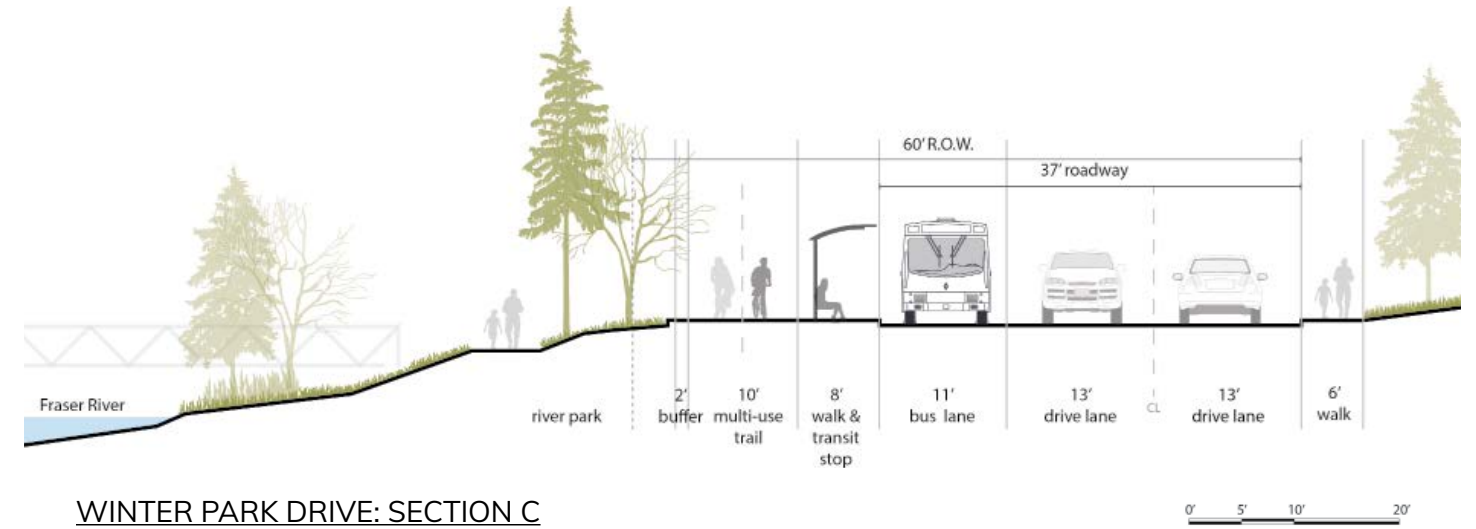 60' R.O.W.
37' roadway
Fraser River
river park
2'
buffer
10'
multi-use
trail
8'
walk &
transit
stop
11'
bus lane
13'
drive lane
CL
13'
drive lane
6'
walk
WINTER PARK DRIVE: SECTION C
0' 5' 10' 20'